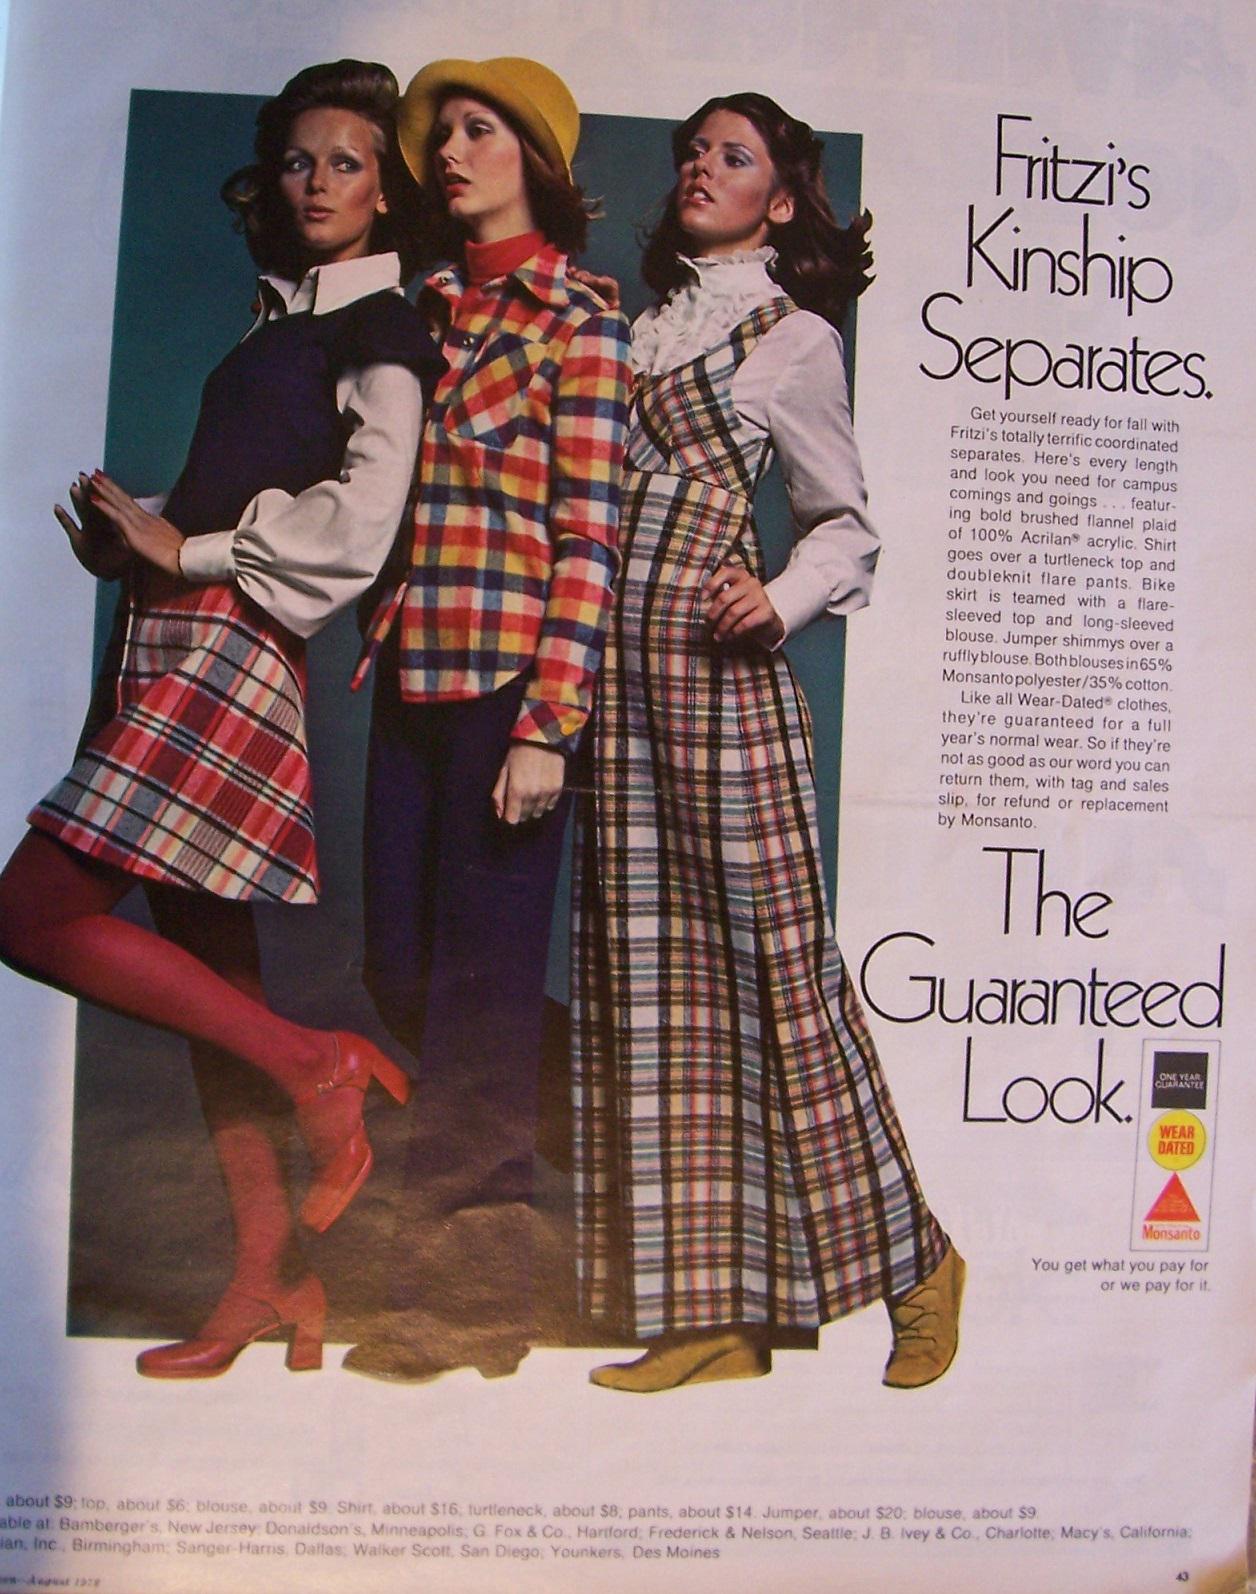 Fritzi's
Kinship
Separates.
Get yourself ready for fall with
Fritzi's totally terrific coordinated
separates. Here's every length
and look you need for campus
comings and goings . . . featur-
ing bold brushed flannel plaid
of 100% Acrilan® acrylic. Shirt
goes over a turtleneck top and
doubleknit flare pants. Bike
skirt is teamed with a flare-
sleeved top and long-sleeved
blouse. Jumper shimmys over a
ruffly blouse. Both blouses in 65%
Monsanto polyester/35% cotton.
Like all Wear-Dated® clothes,
they're guaranteed for a full
year's normal wear. So if they're
not as good as our word you can
return them, with tag and sales
slip, for refund or replacement
by Monsanto.
The
Guaranteed
Look.
ONE YEAR
GUARANTEE
WEAR
DATED
Monsanto
You get what you pay for
or we pay for it.
about $9; top, about $6; blouse, about $9. Shirt, about $16; turtleneck, about $8; pants, about $14. Jumper, about $20; blouse, about $9.
able at: Bamberger's, New Jersey; Donaldson's, Minneapolis; G. Fox & Co., Hartford; Frederick & Nelson, Seattle; J. B. Ivey & Co., Charlotte; Macy's, California;
ian, Inc., Birmingham; Sanger-Harris, Dallas; Walker Scott, San Diego; Younkers, Des Moines
August 1972
43